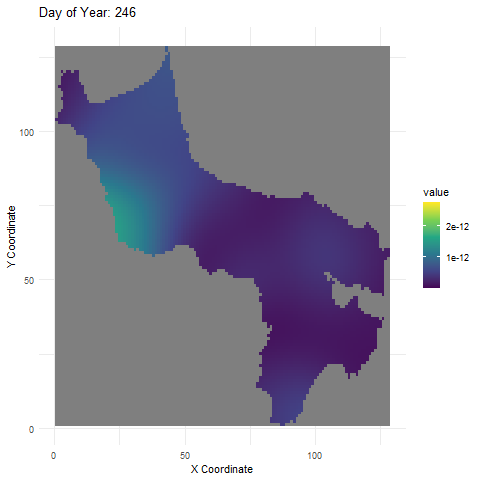 Day of Year: 246
Y Coordinate
100
50
0
0
50
100
X Coordinate
value
2e-12
1e-12